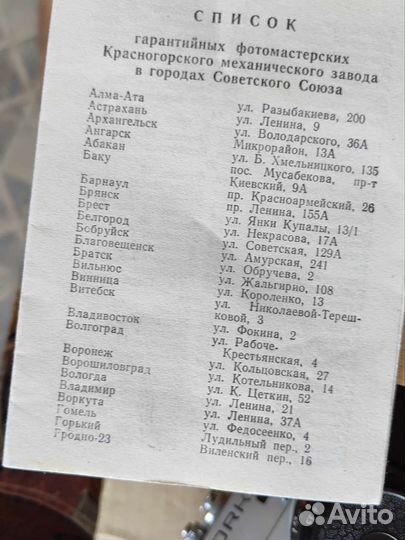 СПИСОК
гарантийных фотомастерских
Красногорского механического завода
в городах Советского Союза
Алма-Ата ул. Разыбакиева, 200
Астрахань ул. Ленина, 9
Архангельск ул. Володарского, 36А
Ангарск Микрорайон, 13А
Абакан ул. Б. Хмельницкого, 135
Баку пос. Мусабекова, пр-т
Киевский, 9А
Барнаул пр. Красноармейский, 26
Брянск пр. Ленина, 155А
Брест ул. Янки Купалы, 13/1
Белгород ул. Некрасова, 17А
Бобруйск ул. Советская, 129А
Благовещенск ул. Амурская, 241
Братск ул. Обручева, 2
Вильнюс ул. Жальгирио, 108
Винница ул. Короленко, 13
Витебск ул. Николаевой-Тереш-
ковой, 3
Владивосток ул. Фокина, 2
Волгоград ул. Рабоче-
Крестьянская, 4
Воронеж ул. Кольцовская, 27
Ворошиловград ул. Котельникова, 14
Вологда ул. К. Цеткин, 52
Владимир ул. Ленина, 21
Воркута ул. Ленина, 37А
Гомель ул. Федосеенко, 4
Горький Лудильный пер., 2
Гродно-23 Виленский пер., 16
Avito